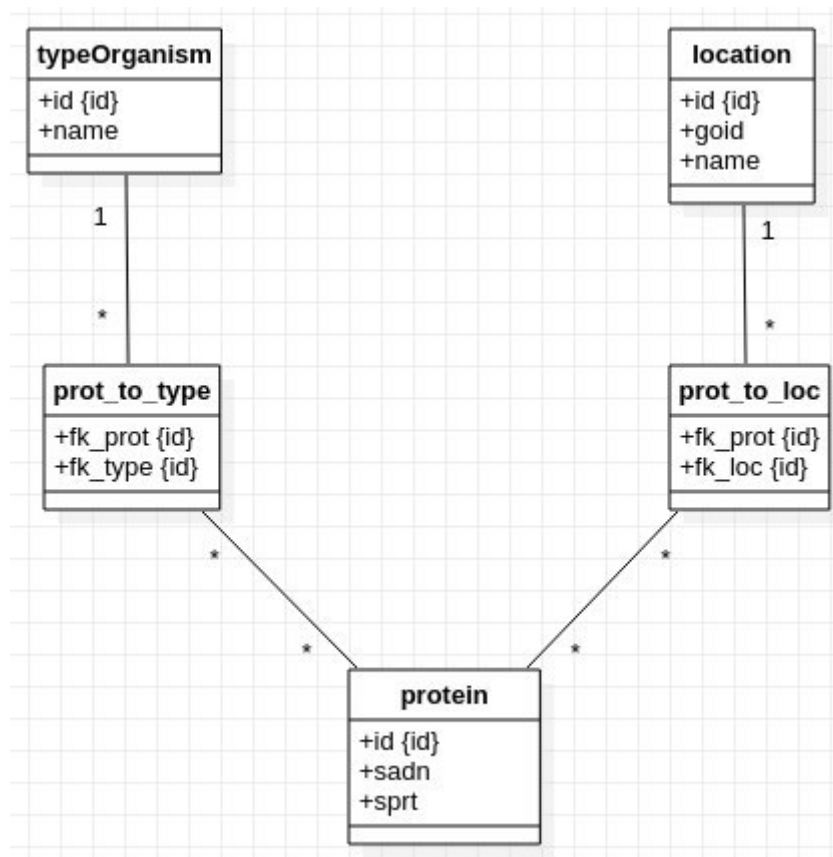 typeOrganism
+id {id}
+name
location
+id {id}
+goid
+name
1
*
1
*
prot_to_type
+fk_prot {id}
+fk_type {id}
prot_to_loc
+fk_prot {id}
+fk_loc {id}
*
*
*
*
protein
+id {id}
+sadn
+sprt